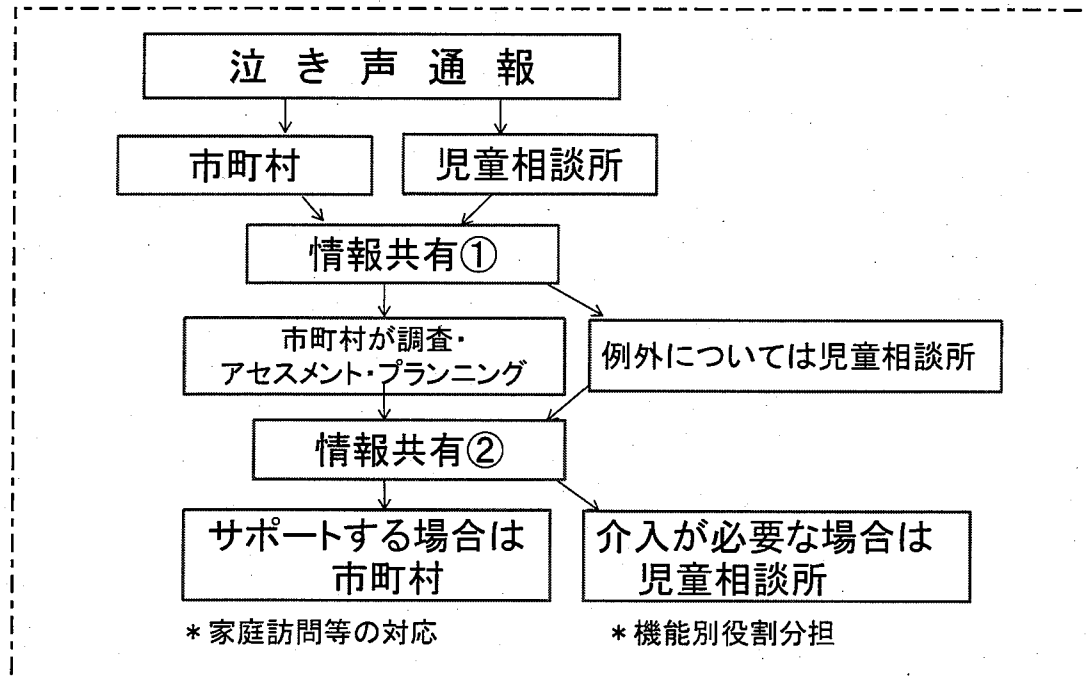 泣き声通報
市町村
児童相談所
情報共有①
市町村が調査・
アセスメント・プランニング
例外については児童相談所
情報共有②
サポートする場合は
市町村
介入が必要な場合は
児童相談所
*家庭訪問等の対応
*機能別役割分担